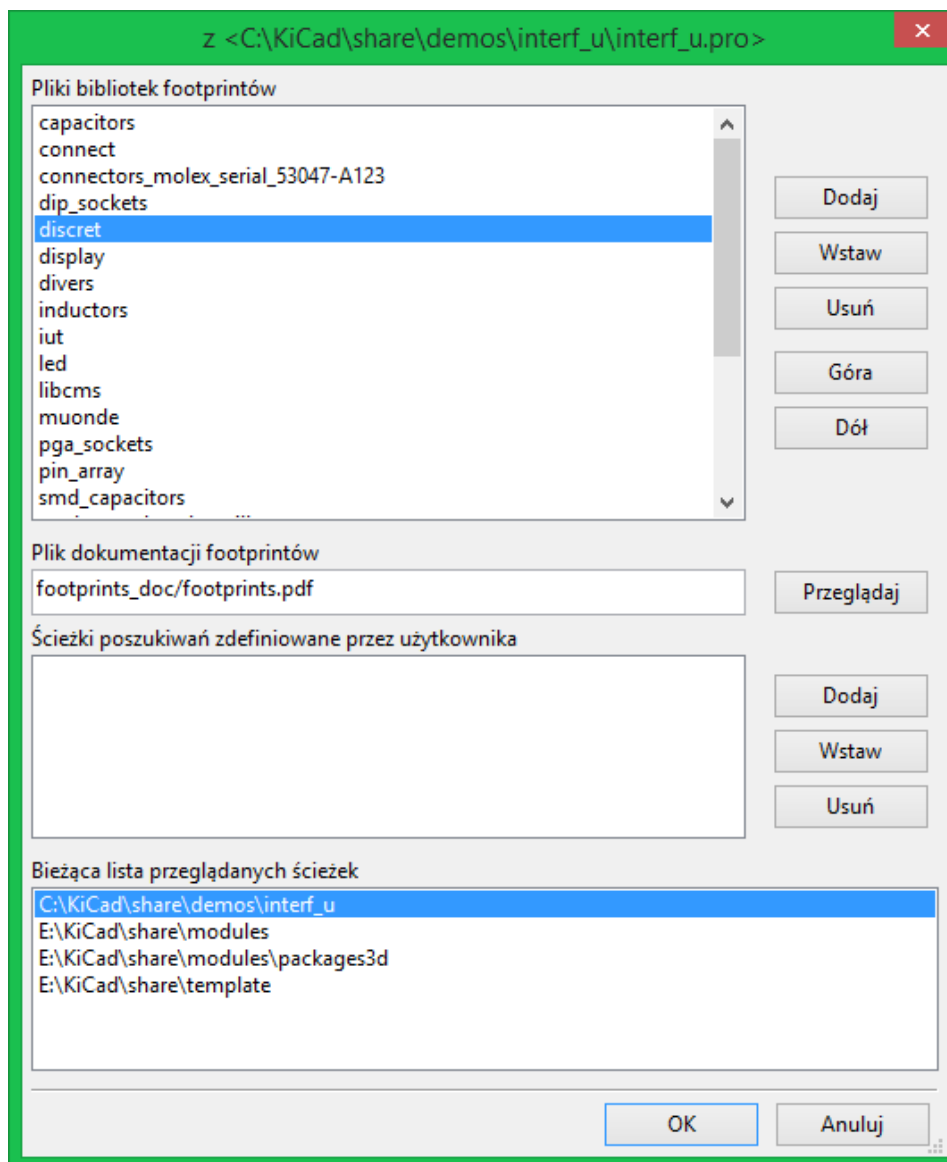 z <C:\KiCad\share\demos\interf_u\interf_u.pro>
Pliki bibliotek footprintów
capacitors
connect
connectors_molex_serial_53047-A123
dip_sockets
discret
display
divers
inductors
iut
led
libcms
muonde
pga_sockets
pin_array
smd_capacitors
Dodaj
Wstaw
Usuń
Góra
Dół
Plik dokumentacji footprintów
footprints_doc/footprints.pdf
Przeglądaj
Ścieżki poszukiwań zdefiniowane przez użytkownika
Dodaj
Wstaw
Usuń
Bieżąca lista przeglądanych ścieżek
C:\KiCad\share\demos\interf_u
E:\KiCad\share\modules
E:\KiCad\share\modules\packages3d
E:\KiCad\share\template
OK
Anuluj